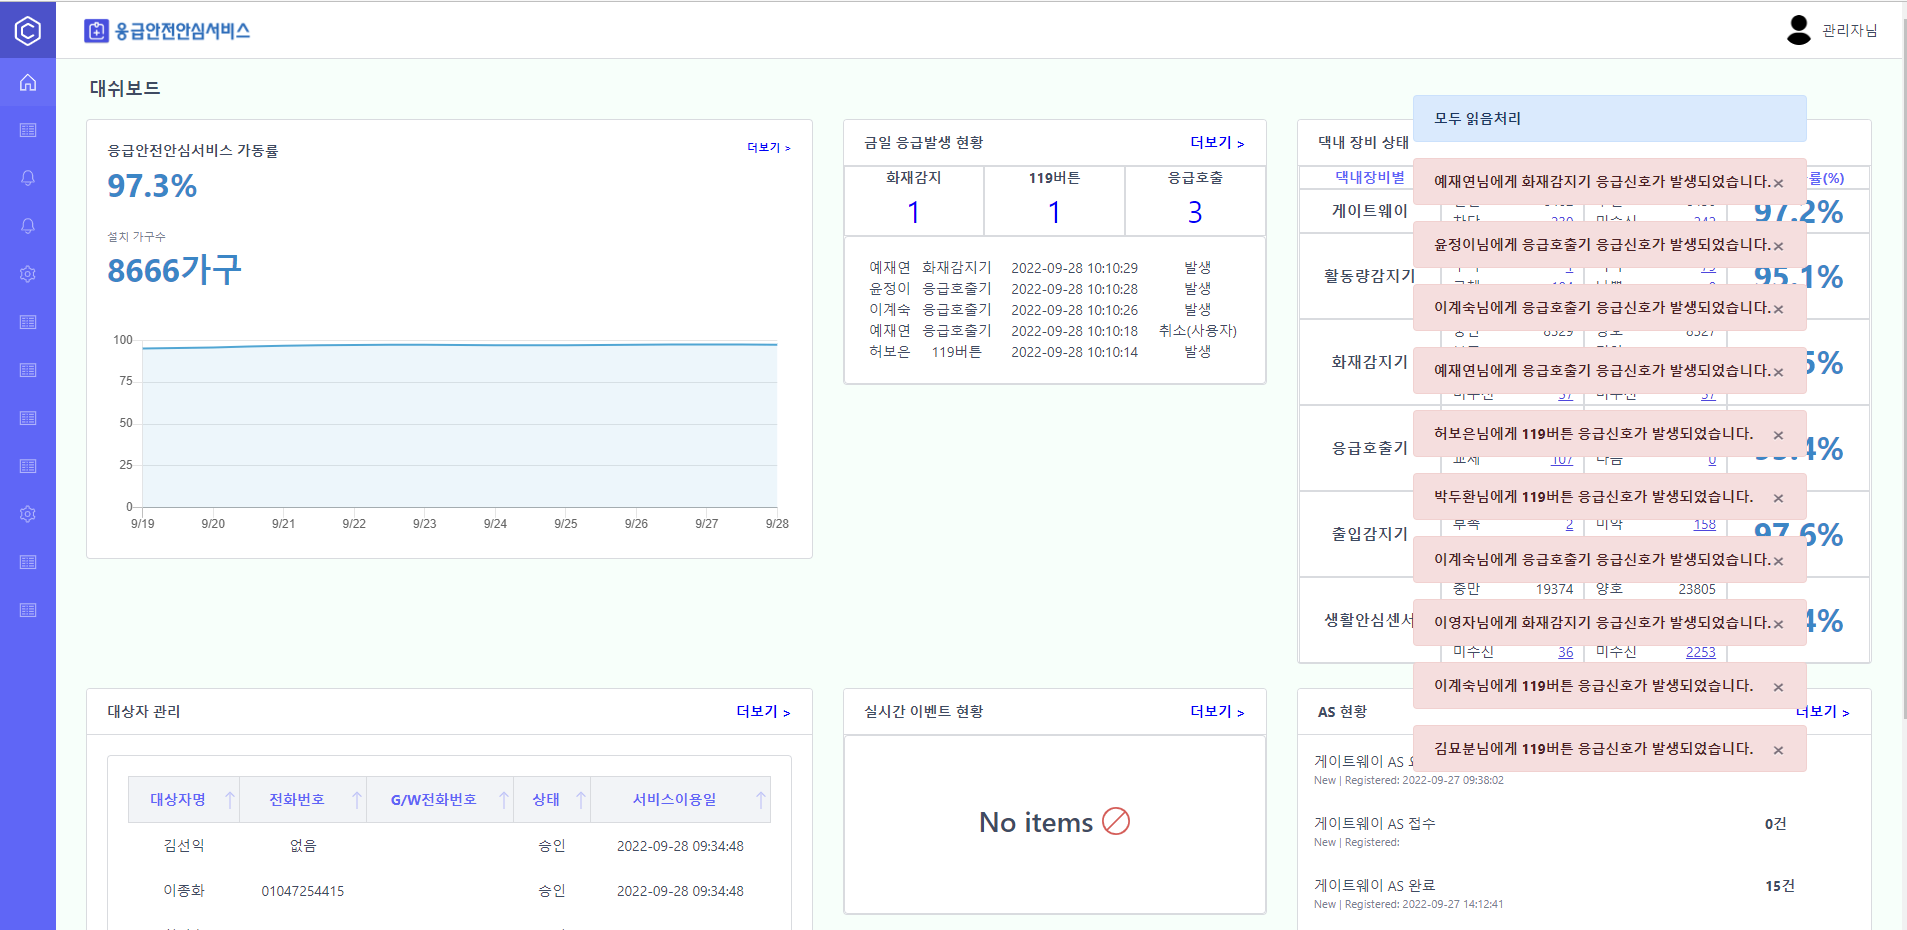 응급안전안심서비스
관리자님
대쉬보드
응급안전안심서비스 가동률
더보기 >
97.3%
설치 가구수
8666가구
100
75
50
25
0
9/19 9/20 9/21 9/22 9/23 9/24 9/25 9/26 9/27 9/28
금일 응급발생 현황
더보기 >
화재감지 119버튼 응급호출
1 1 3
예재연 화재감지기 2022-09-28 10:10:29 발생
윤정이 응급호출기 2022-09-28 10:10:28 발생
이계숙 응급호출기 2022-09-28 10:10:26 발생
예재연 응급호출기 2022-09-28 10:10:18 취소(사용자)
허보은 119버튼 2022-09-28 10:10:14 발생
댁내 장비 상태
댁내장비별
률(%)
게이트웨이
97.2%
활동량감지기
95.1%
화재감지기
5%
미수신 37 미수신 37
응급호출기
교체 107 다음 0
4%
출입감지기
부족 2 미약 158
97.6%
생활안심센서
충만 19374 양호 23805
4%
미수신 36 미수신 2253
모두 읽음처리
예재연님에게 화재감지기 응급신호가 발생되었습니다. ×
윤정이님에게 응급호출기 응급신호가 발생되었습니다. ×
이계숙님에게 응급호출기 응급신호가 발생되었습니다. ×
예재연님에게 응급호출기 응급신호가 발생되었습니다. ×
허보은님에게 119버튼 응급신호가 발생되었습니다. ×
박두환님에게 119버튼 응급신호가 발생되었습니다. ×
이계숙님에게 응급호출기 응급신호가 발생되었습니다. ×
이영자님에게 화재감지기 응급신호가 발생되었습니다. ×
이계숙님에게 119버튼 응급신호가 발생되었습니다. ×
김묘분님에게 119버튼 응급신호가 발생되었습니다. ×
대상자 관리
더보기 >
대상자명 전화번호 G/W전화번호 상태 서비스이용일
김선익 없음 승인 2022-09-28 09:34:48
이종화 01047254415 승인 2022-09-28 09:34:48
실시간 이벤트 현황
더보기 >
No items
AS 현황
더보기 >
게이트웨이 AS
New | Registered: 2022-09-27 09:38:02
게이트웨이 AS 접수 0건
New | Registered:
게이트웨이 AS 완료 15건
New | Registered: 2022-09-27 14:12:41